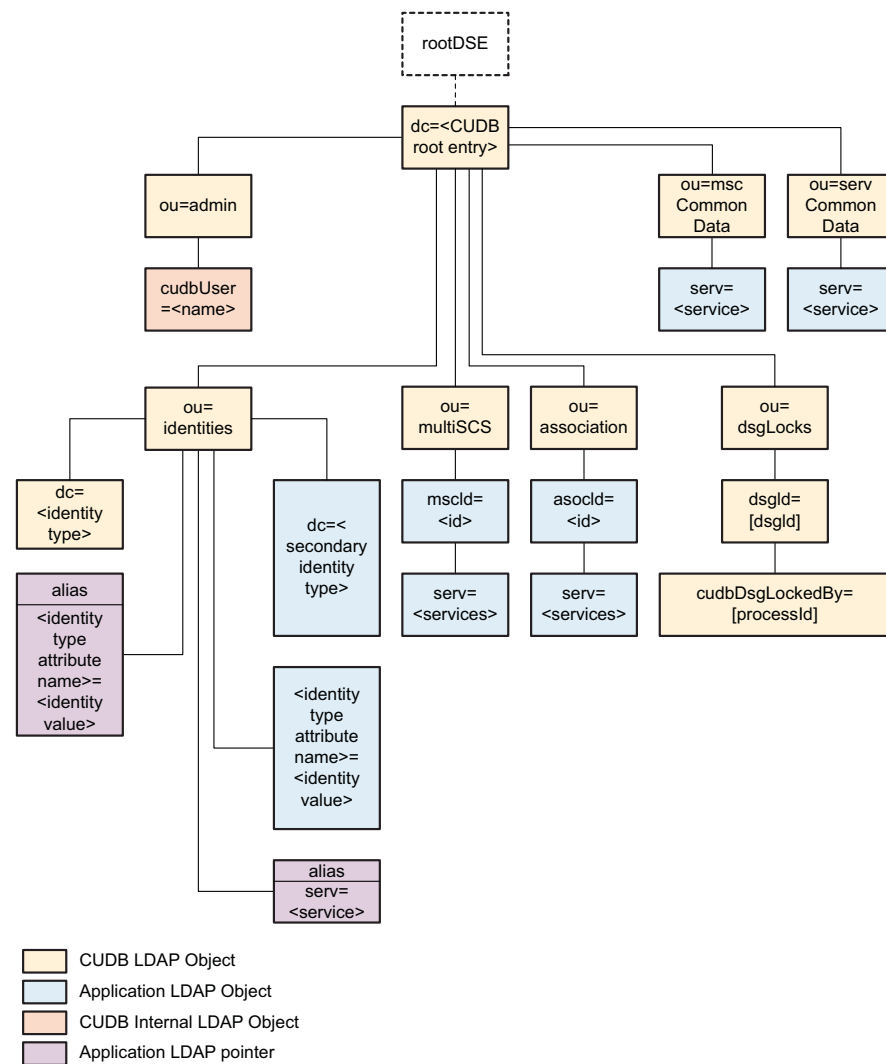 rootDSE
dc=<CUDB
root entry>
ou=admin
ou=msc
Common
Data
ou=serv
Common
Data
cudbUser
=<name>
serv=
<service>
serv=
<service>
ou=
identities
ou=
multiSCS
ou=
association
ou=
dsgLocks
dc=
<identity
type>
dc=<
secondary
identity
type>
mscId=
<id>
asocId=
<id>
dsgId=
[dsgId]
alias
<identity
type
attribute
name>=
<identity
value>
serv=
<services>
serv=
<services>
cudbDsgLockedBy=
[processId]
<identity
type
attribute
name>=
<identity
value>
alias
serv=
<service>
CUDB LDAP Object
Application LDAP Object
CUDB Internal LDAP Object
Application LDAP pointer